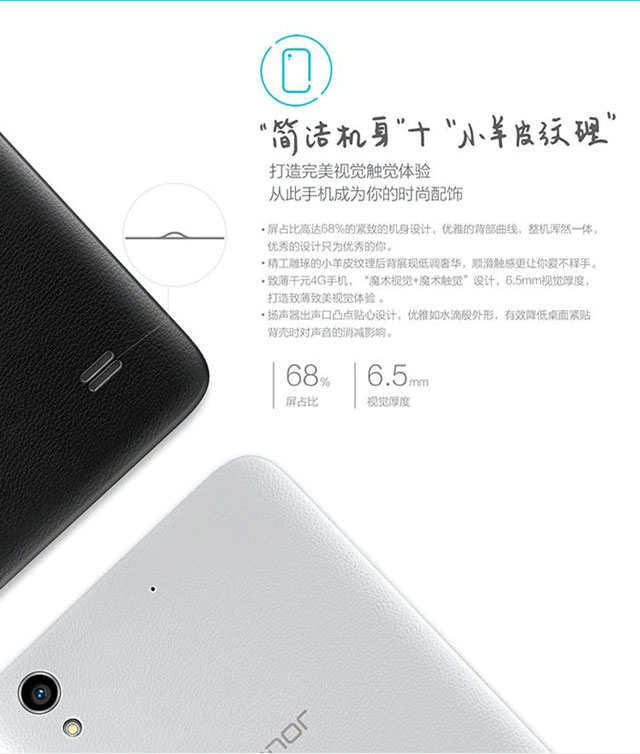 “简洁机身”+“小羊皮纹理”
打造完美视觉触觉体验
从此手机成为你的时尚配饰
•屏占比高达68%的紧致的机身设计，优雅的背部曲线，整机浑然一体，
优秀的设计只为优秀的你。
•精工雕琢的小羊皮纹理后背展现低调奢华，顺滑触感更让你爱不释手。
•致薄千元4G手机，“魔术视觉+魔术触觉”设计，6.5mm视觉厚度，
打造致薄致美视觉体验 。
•扬声器出声口凸点贴心设计，优雅如水滴般外形，有效降低桌面紧贴
背壳时对声音的消减影响。
68% 6.5mm
屏占比 视觉厚度
onor